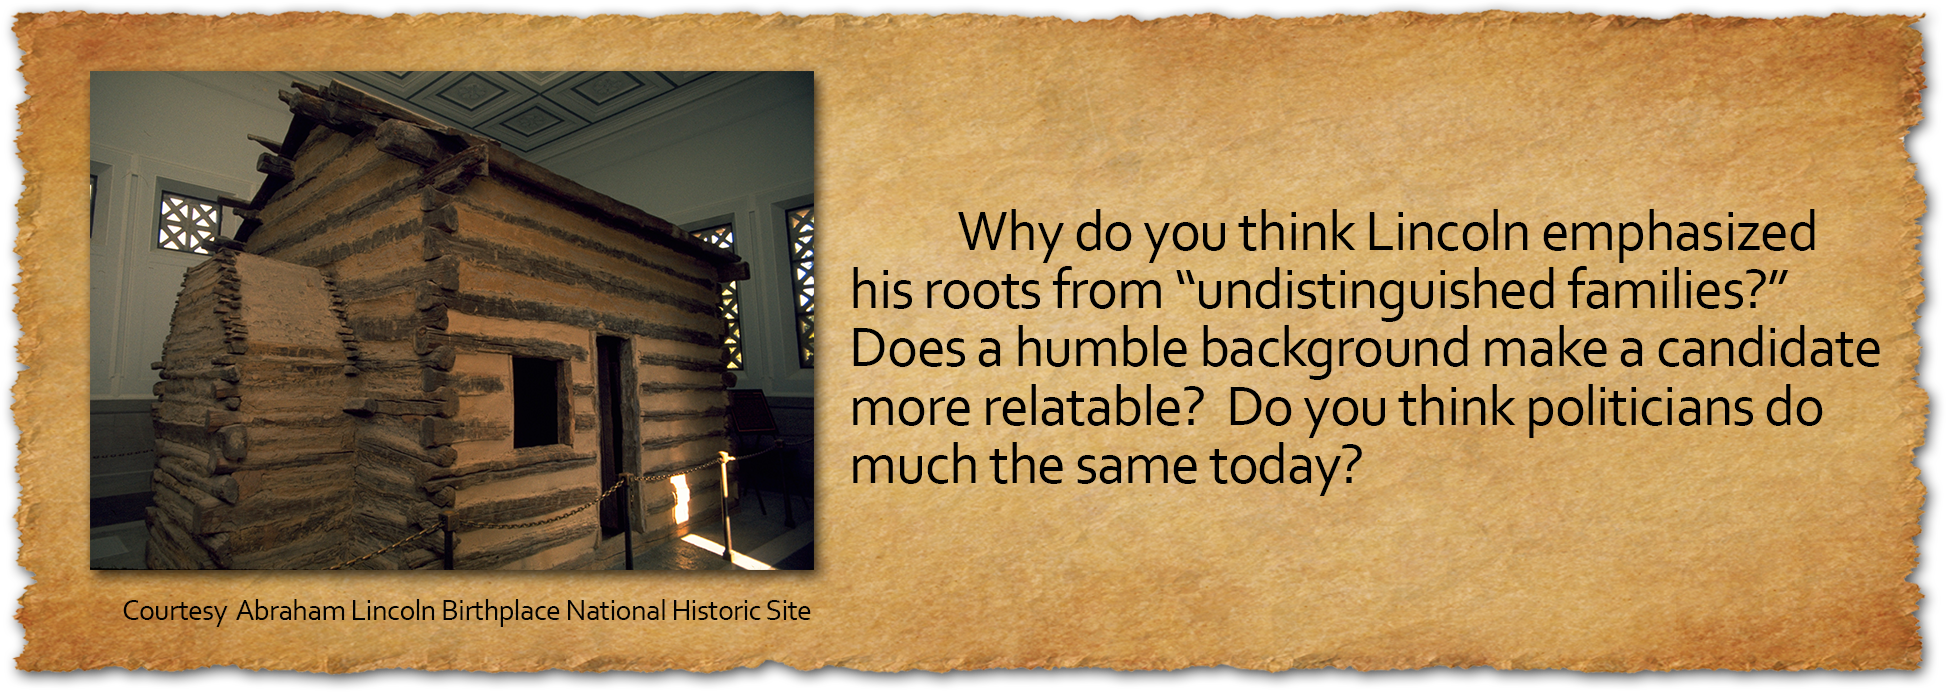 Why do you think Lincoln emphasized
his roots from “undistinguished families?”
Does a humble background make a candidate
more relatable?  Do you think politicians do
much the same today?
Courtesy  Abraham Lincoln Birthplace National Historic Site